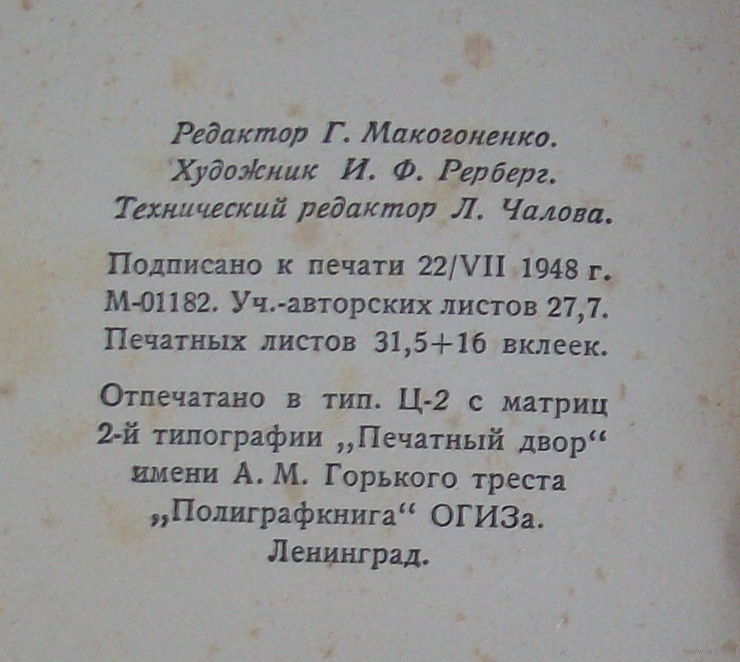 Редактор Г. Макогоненко.
Художник И. Ф. Рерберг.
Технический редактор Л. Чалова.
Подписано к печати 22/VII 1948 г.
М-01182. Уч.-авторских листов 27,7.
Печатных листов 31,5+16 вклеек.
Отпечатано в тип. Ц-2 с матриц
2-й типографии „Печатный двор“
имени А. М. Горького треста
„Полиграфкнига“ ОГИЗа.
Ленинград.